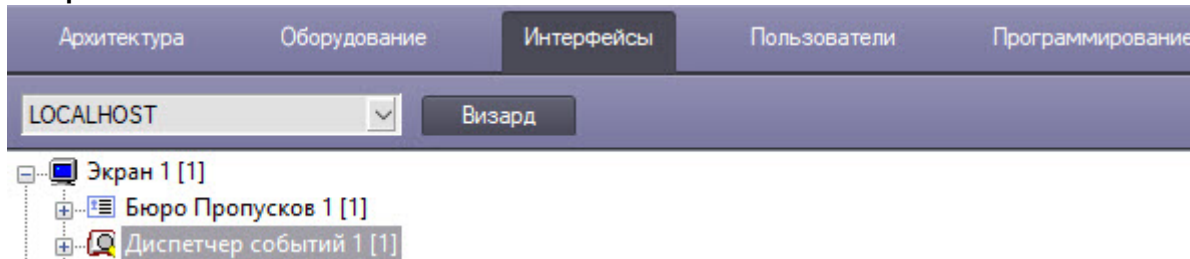 Архитектура Оборудование Интерфейсы Пользователи Программирование
LOCALHOST Визард
Экран 1 [1]
Бюро Пропусков 1 [1]
Диспетчер событий 1 [1]